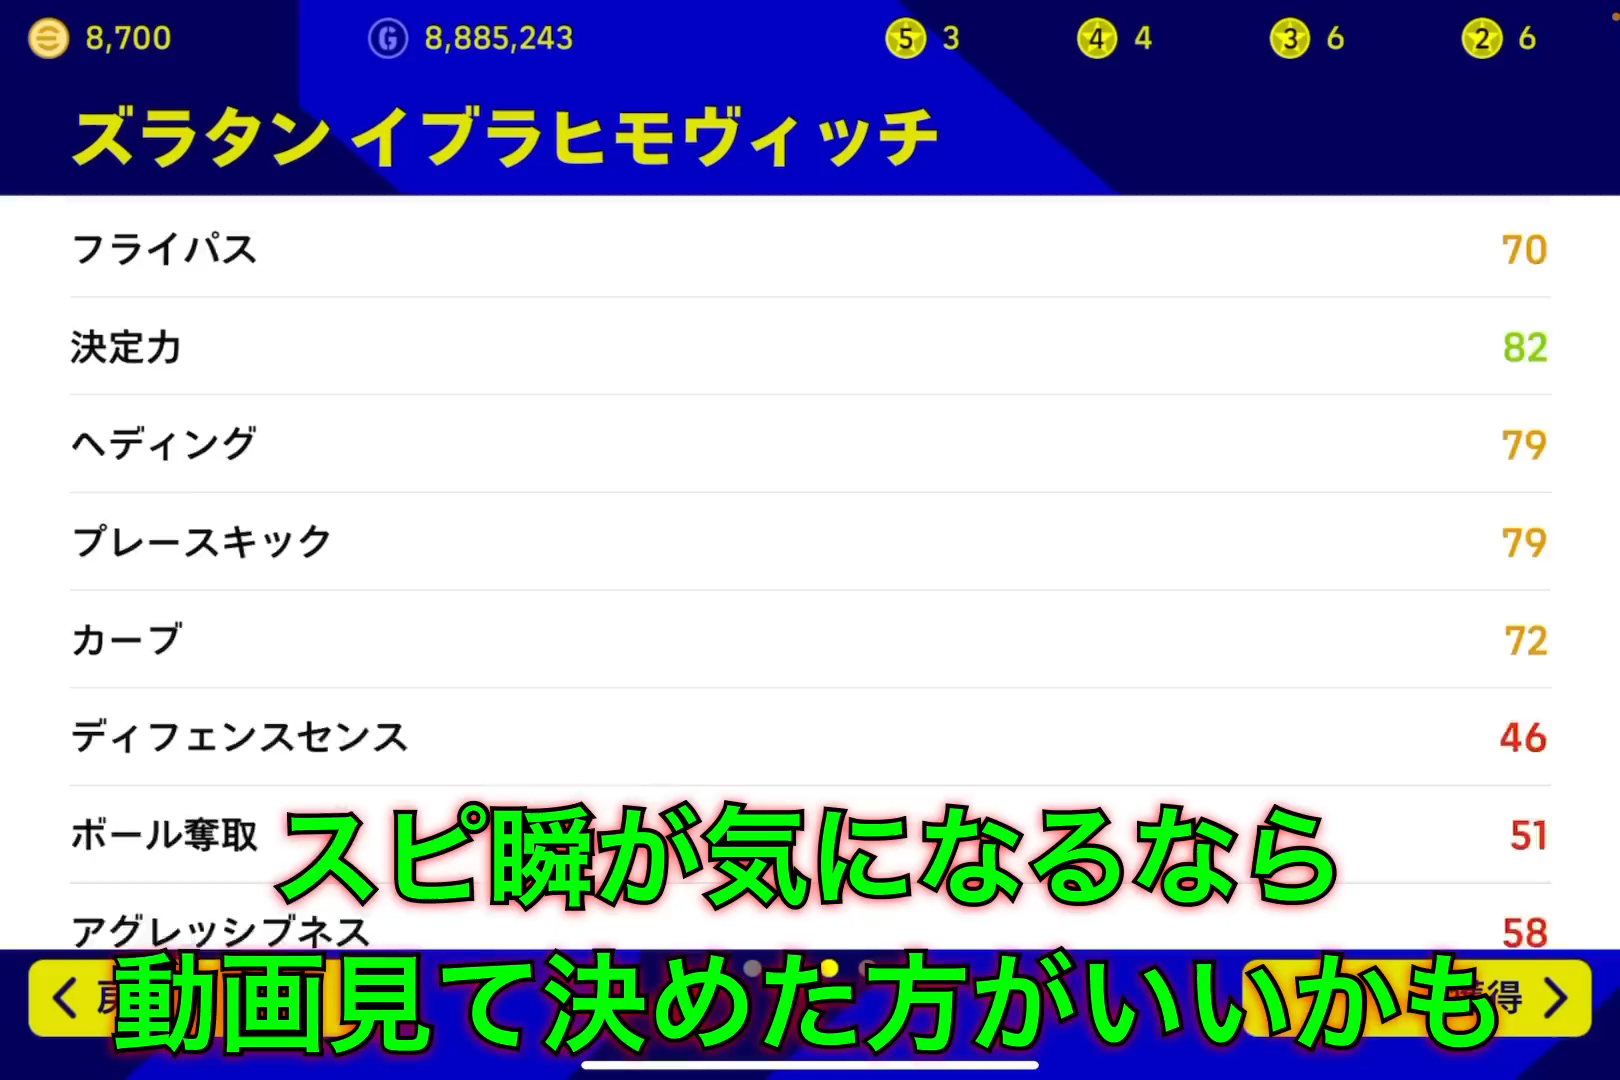 8,700
8,885,243
5 3
4 4
3 6
2 6
ズラタン イブラヒモヴィッチ
フライパス 70
決定力 82
ヘディング 79
プレースキック 79
カーブ 72
ディフェンスセンス 46
ボール奪取 51
スピ瞬が気になるなら
アグレッシブネス 58
動画見て決めた方がいいかも